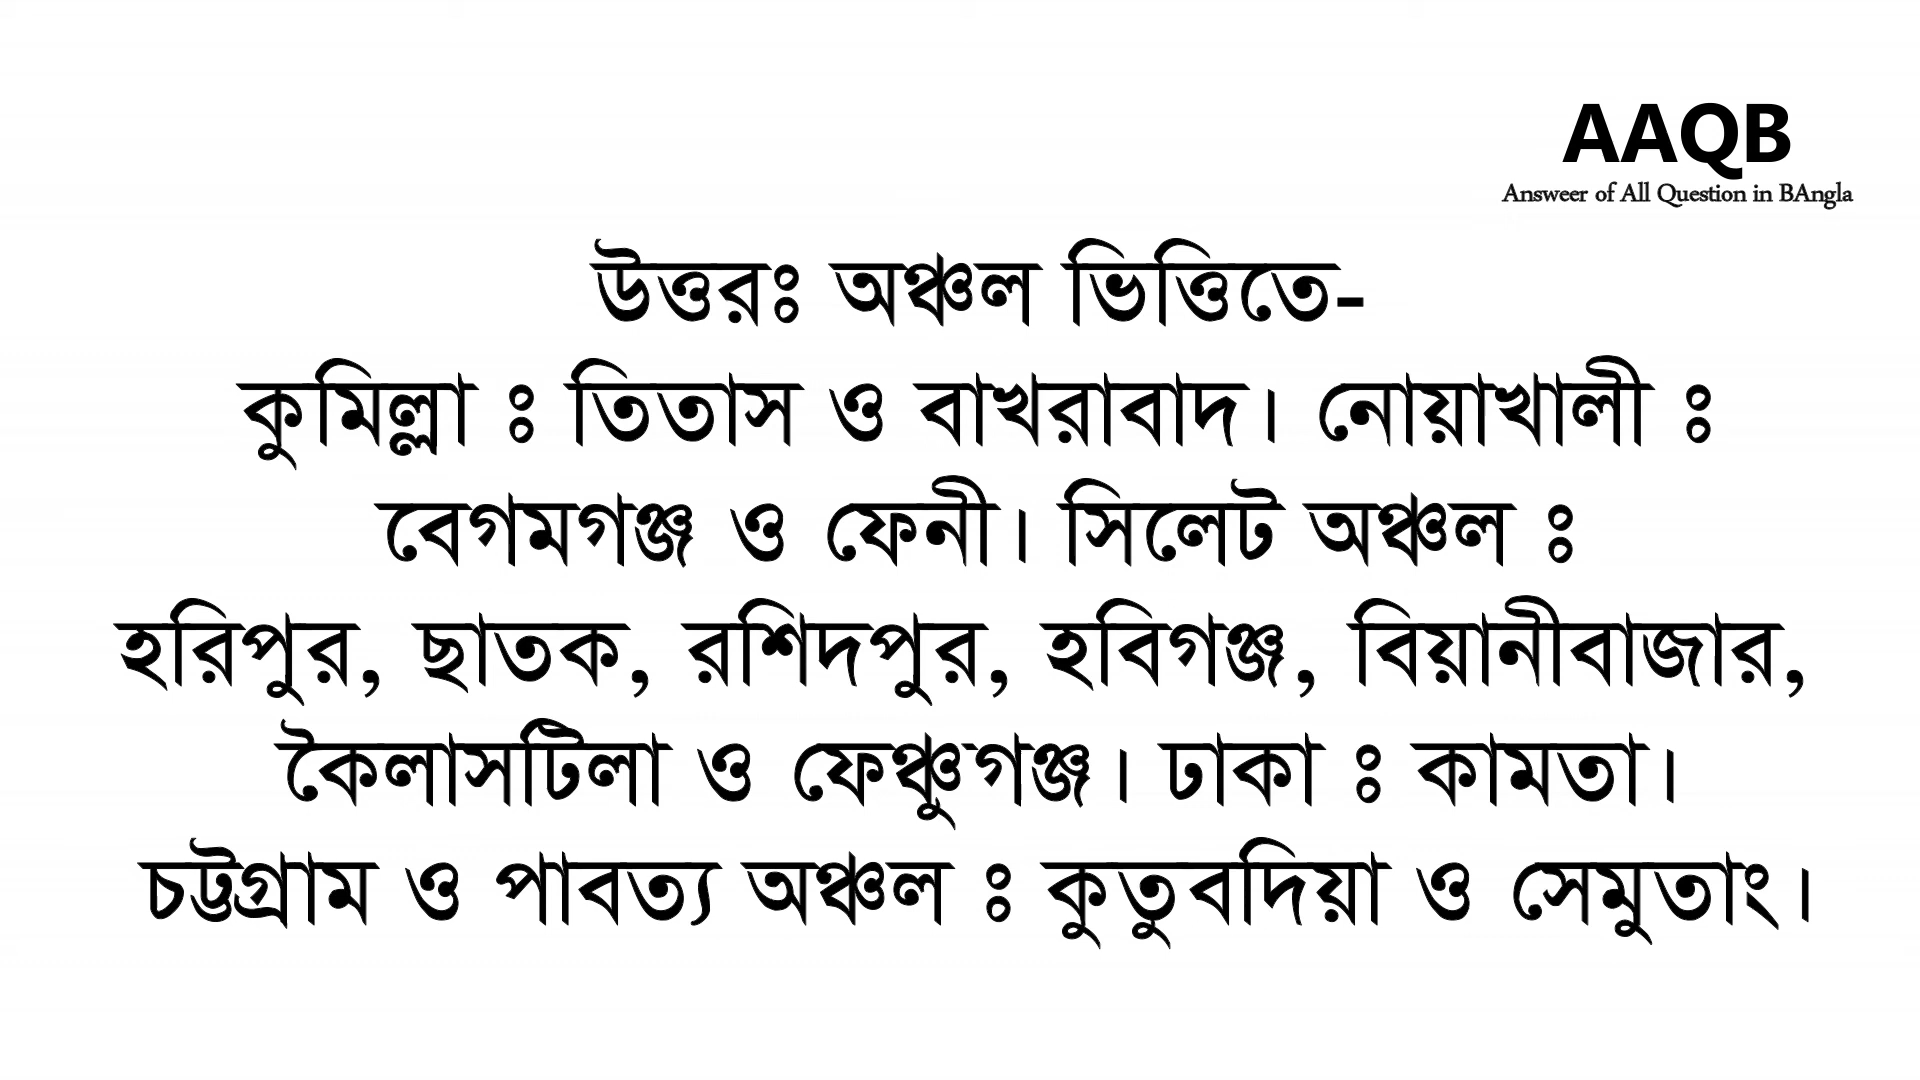 AAQB
Answeer of All Question in BAngla
উত্তরঃ অঞ্চল ভিত্তিতে-
কুমিল্লা ঃ তিতাস ও বাখরাবাদ। নোয়াখালী ঃ
বেগমগঞ্জ ও ফেনী। সিলেট অঞ্চল ঃ
হরিপুর, ছাতক, রশিদপুর, হবিগঞ্জ, বিয়ানীবাজার,
কৈলাসটিলা ও ফেঞ্চুগঞ্জ। ঢাকা ঃ কামতা।
চট্টগ্রাম ও পাবত্য অঞ্চল ঃ কুতুবদিয়া ও সেমুতাং।